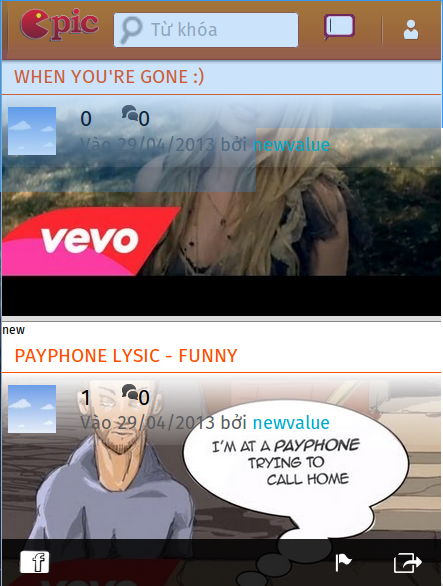 epic
Từ khóa
WHEN YOU'RE GONE :)
0 0
Vào 29/04/2013 bởi newvalue
vevo
new
PAYPHONE LYSIC - FUNNY
1 0
Vào 29/04/2013 bởi newvalue
I'M AT A PAYPHONE
TRYING TO
CALL HOME
f